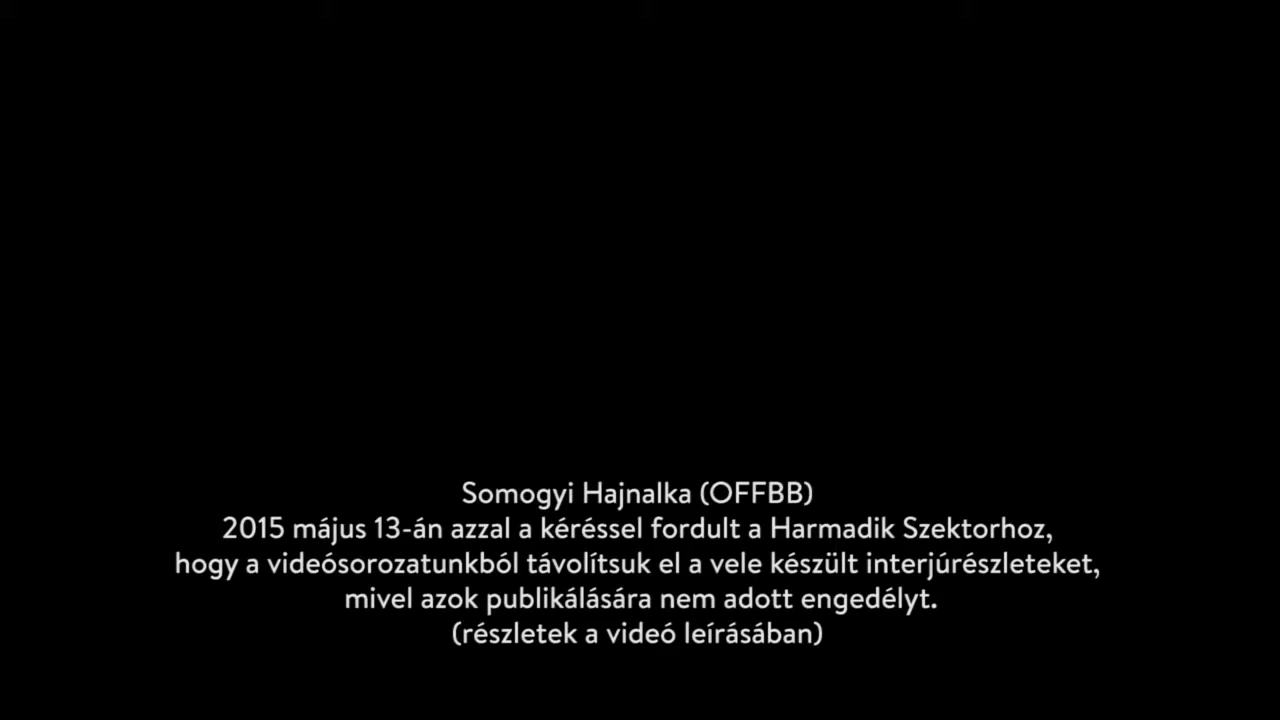 Somogyi Hajnalka (OFFBB)
2015 május 13-án azzal a kéréssel fordult a Harmadik Szektorhoz,
hogy a videósorozatunkból távolítsuk el a vele készült interjúrészleteket,
mivel azok publikálására nem adott engedélyt.
(részletek a videó leírásában)